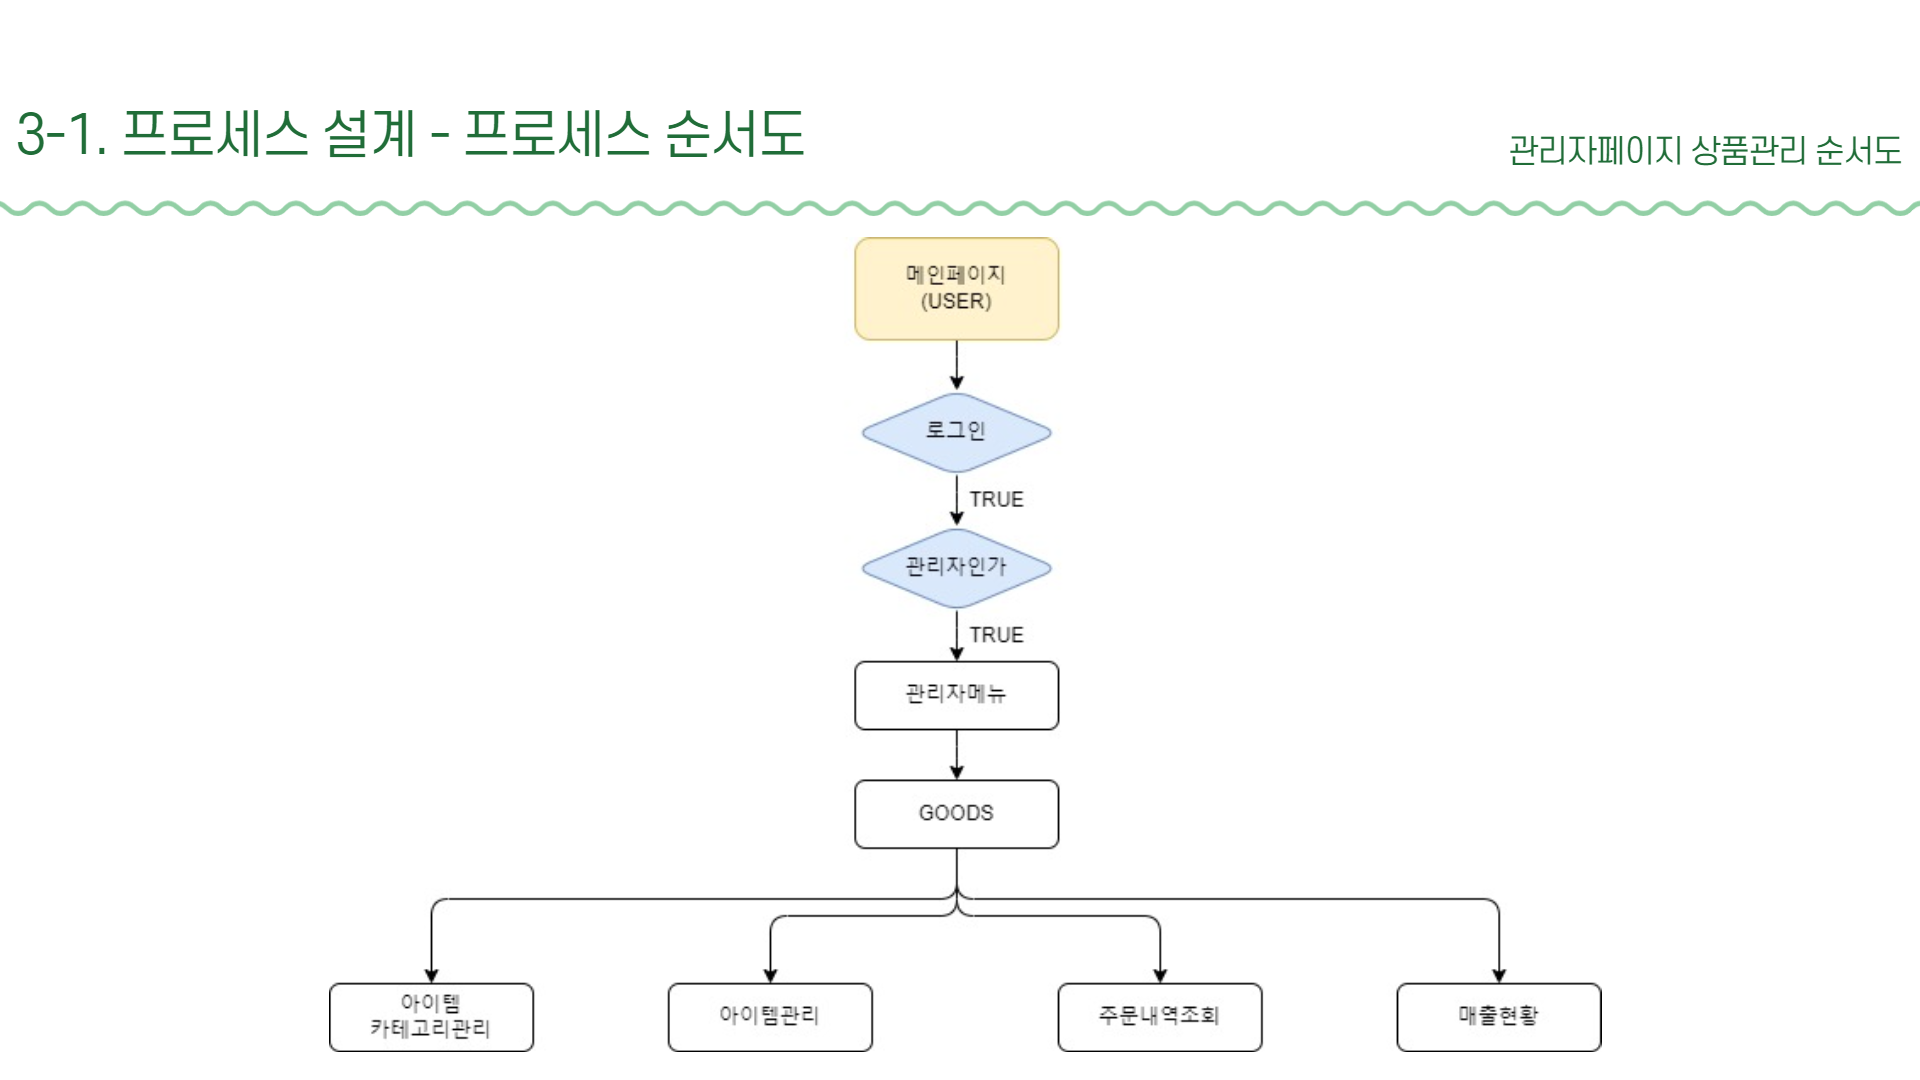 3-1. 프로세스 설계 - 프로세스 순서도
관리자페이지 상품관리 순서도
메인페이지
(USER)
로그인
TRUE
관리자인가
TRUE
관리자메뉴
GOODS
아이템
카테고리관리
아이템관리
주문내역조회
매출현황